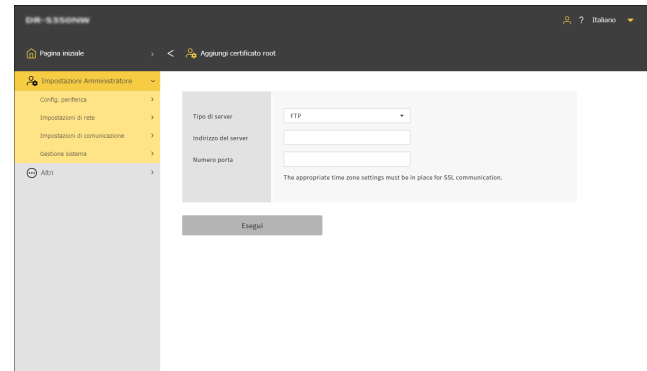 DR-S350NW
? Italiano
Pagina iniziale
Aggiungi certificato root
Impostazioni Amministratore
Config. periferica
Impostazioni di rete
Impostazioni di comunicazione
Gestione sistema
Altri
Tipo di server
FTP
Indirizzo del server
Numero porta
The appropriate time zone settings must be in place for SSL communication.
Esegui